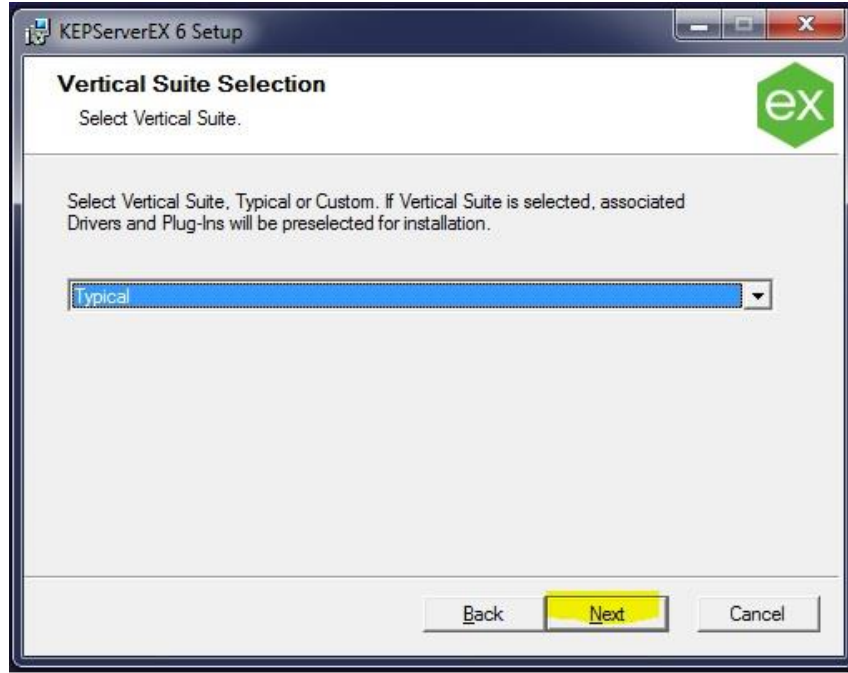 KEPServerEX 6 Setup
Vertical Suite Selection
Select Vertical Suite.
ex
Select Vertical Suite, Typical or Custom. If Vertical Suite is selected, associated
Drivers and Plug-Ins will be preselected for installation.
Typical
Back
Next
Cancel